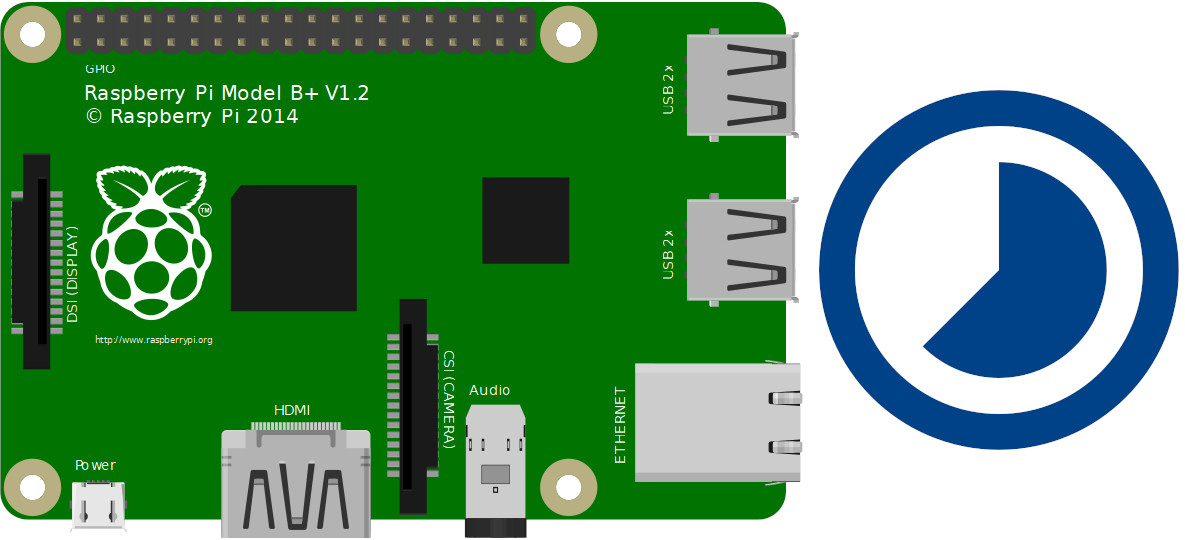 GPIO
Raspberry Pi Model B+ V1.2
© Raspberry Pi 2014
USB 2x
DSI (DISPLAY)
TM
USB 2x
http://www.raspberrypi.org
CSI (CAMERA)
Audio
ETHERNET
HDMI
Power